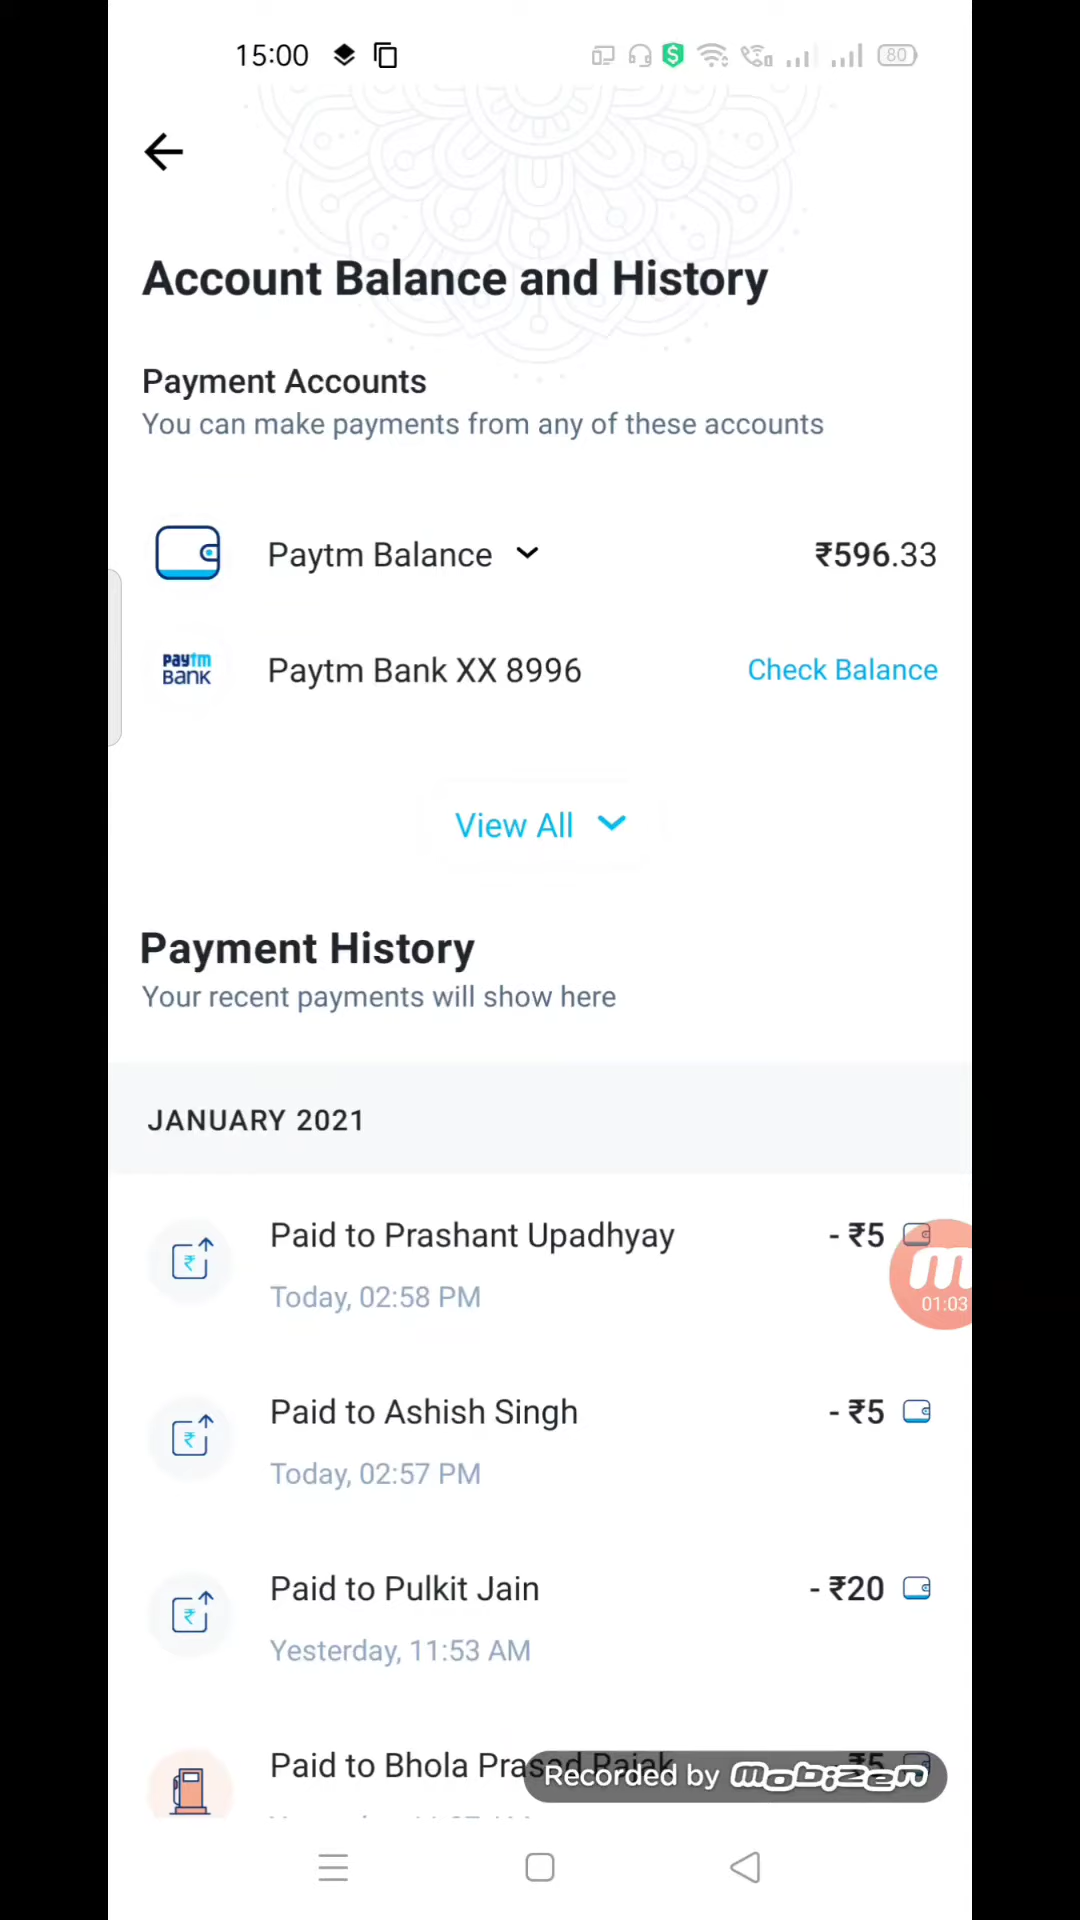 15:00
80
Account Balance and History
Payment Accounts
You can make payments from any of these accounts
Paytm Balance ₹596.33
paytm
BANK
Paytm Bank XX 8996 Check Balance
View All
Payment History
Your recent payments will show here
JANUARY 2021
Paid to Prashant Upadhyay - ₹5
Today, 02:58 PM
m
01:03
Paid to Ashish Singh - ₹5
Today, 02:57 PM
Paid to Pulkit Jain - ₹20
Yesterday, 11:53 AM
Paid to Bhola Prasad Rajak ₹5
Recorded by mobizen